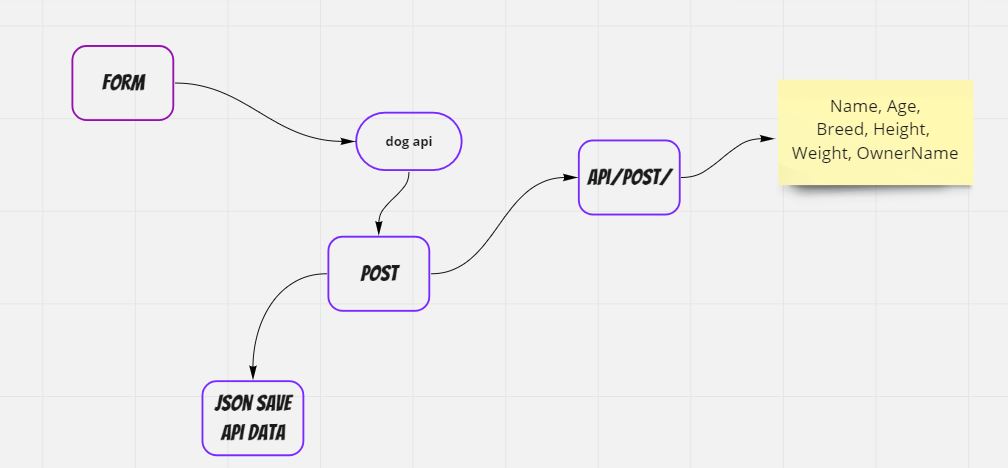 FORM
dog api
POST
API/POST/
Name, Age,
Breed, Height,
Weight, OwnerName
JSON SAVE
API DATA